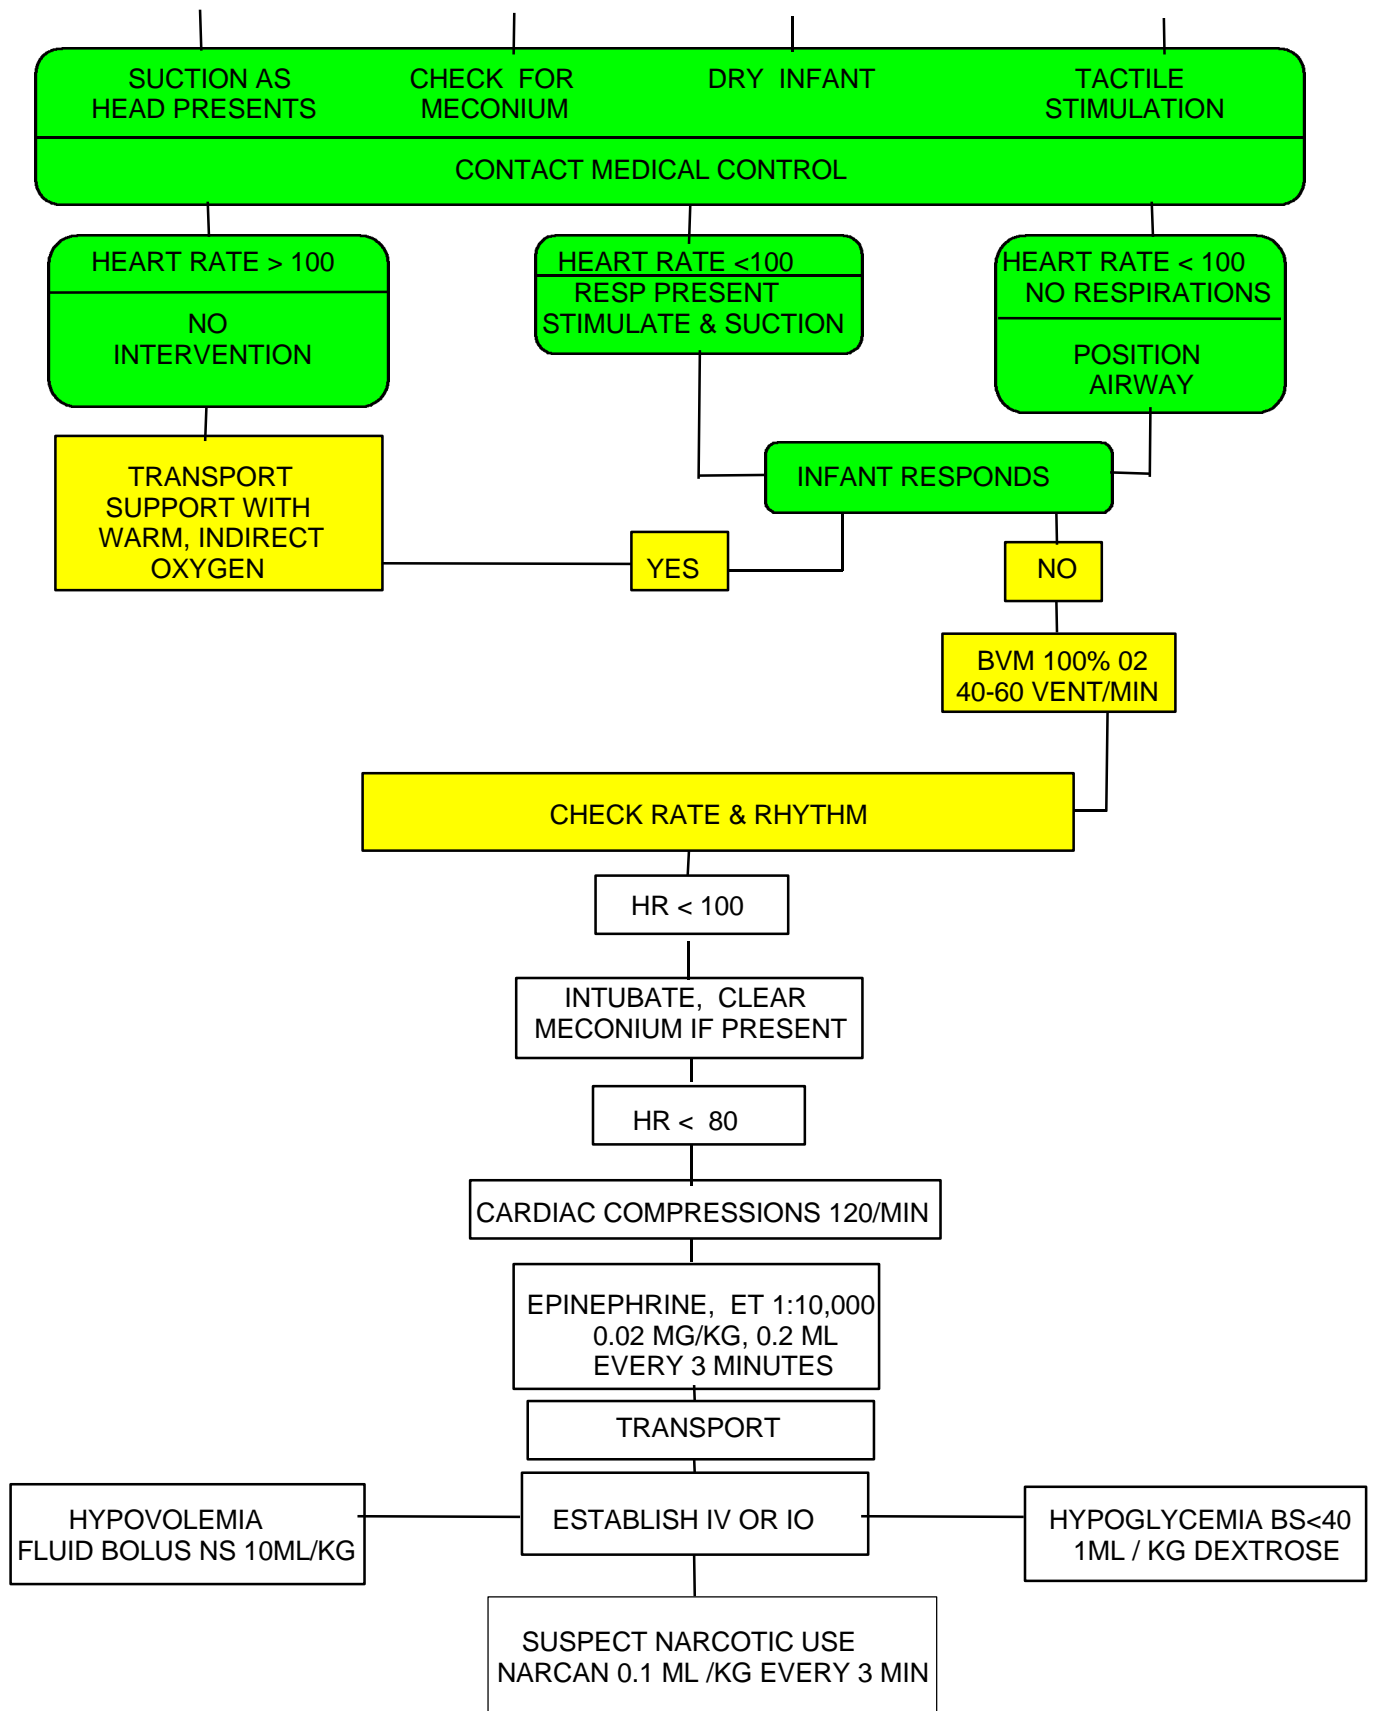 SUCTION AS
HEAD PRESENTS
CHECK FOR
MECONIUM
DRY INFANT
TACTILE
STIMULATION
CONTACT MEDICAL CONTROL
HEART RATE > 100
NO
INTERVENTION
HEART RATE <100
RESP PRESENT
STIMULATE & SUCTION
HEART RATE < 100
NO RESPIRATIONS
POSITION
AIRWAY
TRANSPORT
SUPPORT WITH
WARM, INDIRECT
OXYGEN
INFANT RESPONDS
YES
NO
BVM 100% 02
40-60 VENT/MIN
CHECK RATE & RHYTHM
HR < 100
INTUBATE, CLEAR
MECONIUM IF PRESENT
HR < 80
CARDIAC COMPRESSIONS 120/MIN
EPINEPHRINE, ET 1:10,000
0.02 MG/KG, 0.2 ML
EVERY 3 MINUTES
TRANSPORT
HYPOVOLEMIA
FLUID BOLUS NS 10ML/KG
ESTABLISH IV OR IO
HYPOGLYCEMIA BS<40
1ML / KG DEXTROSE
SUSPECT NARCOTIC USE
NARCAN 0.1 ML /KG EVERY 3 MIN